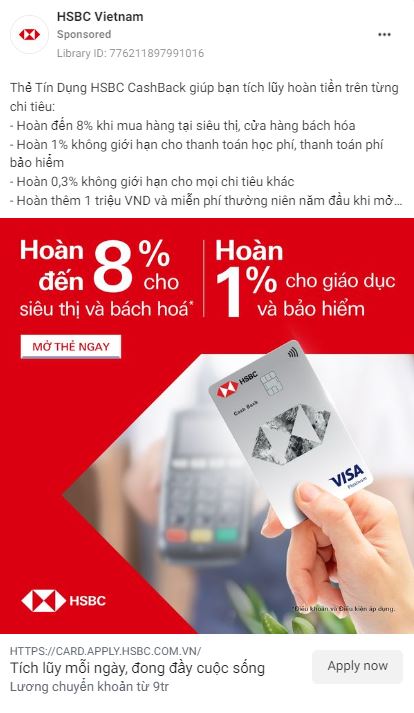 HSBC Vietnam
Sponsored
Library ID: 776211897991016
Thẻ Tín Dụng HSBC CashBack giúp bạn tích lũy hoàn tiền trên từng
chi tiêu:
- Hoàn đến 8% khi mua hàng tại siêu thị, cửa hàng bách hóa
- Hoàn 1% không giới hạn cho thanh toán học phí, thanh toán phí
bảo hiểm
- Hoàn 0,3% không giới hạn cho mọi chi tiêu khác
- Hoàn thêm 1 triệu VND và miễn phí thường niên năm đầu khi mở...
Hoàn
đến 8% cho
siêu thị và bách hoá*
Hoàn
1% cho giáo dục
và bảo hiểm
MỞ THẺ NGAY
HSBC
Cash Back
VISA
Platinum
HSBC
*Điều khoản và Điều kiện áp dụng.
HTTPS://CARD.APPLY.HSBC.COM.VN/
Tích lũy mỗi ngày, đong đầy cuộc sống
Lương chuyển khoản từ 9tr
Apply now